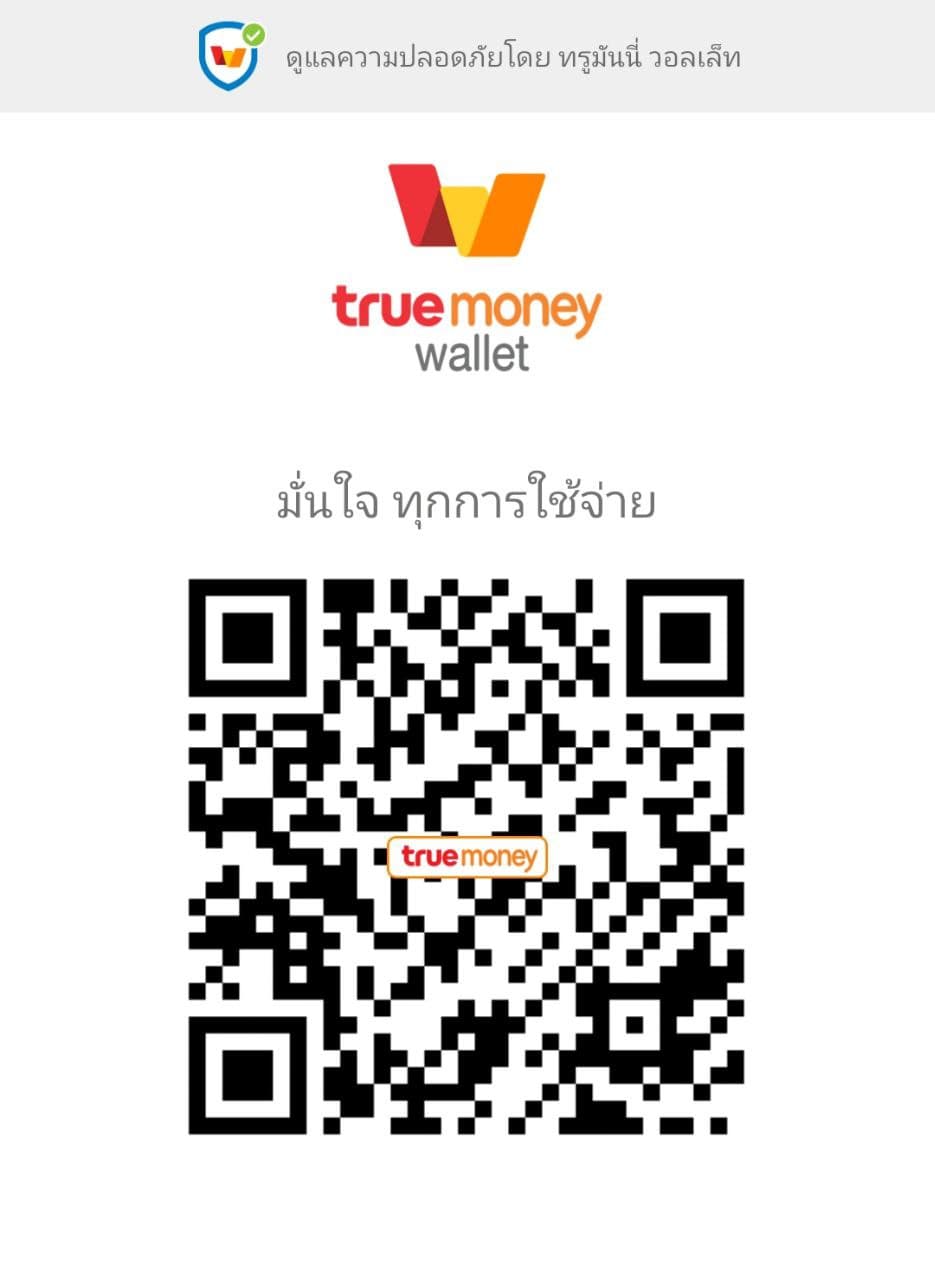 ดูแลความปลอดภัยโดย ทรูมันนี่ วอลเล็ท
truemoney
wallet
มั่นใจ ทุกการใช้จ่าย
truemoney